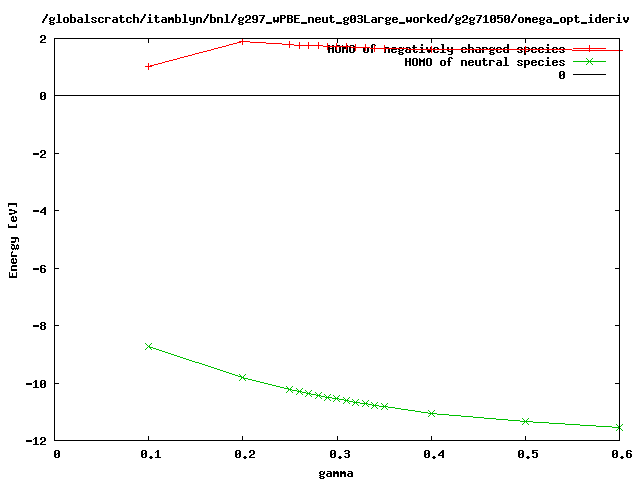 /globalscratch/itamblyn/bnl/g297_wPBE_neut_g03Large_worked/g2g71050/omega_opt_ideriv
HOMO of negatively charged species
HOMO of neutral species
0
2
0
-2
-4
-6
-8
-10
-12
Energy [eV]
0 0.1 0.2 0.3 0.4 0.5 0.6
gamma